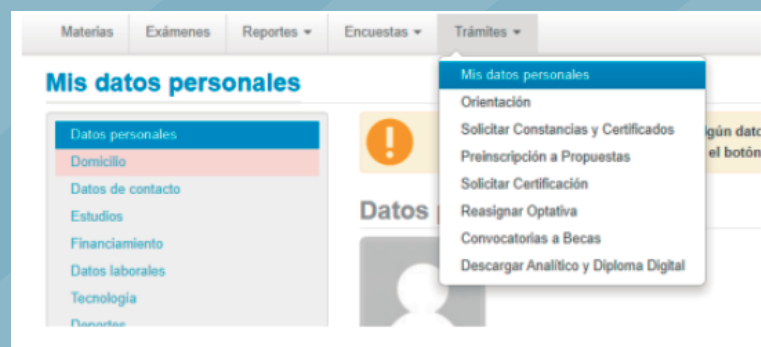 Materias Exámenes Reportes Encuestas Trámites
Mis datos personales
Datos personales
Domicilio
Datos de contacto
Estudios
Financiamiento
Datos laborales
Tecnología
Deportes
Mis datos personales
Orientación
Solicitar Constancias y Certificados
Preinscripción a Propuestas
Solicitar Certificación
Reasignar Optativa
Convocatorias a Becas
Descargar Analítico y Diploma Digital
dato
el botón
Datos